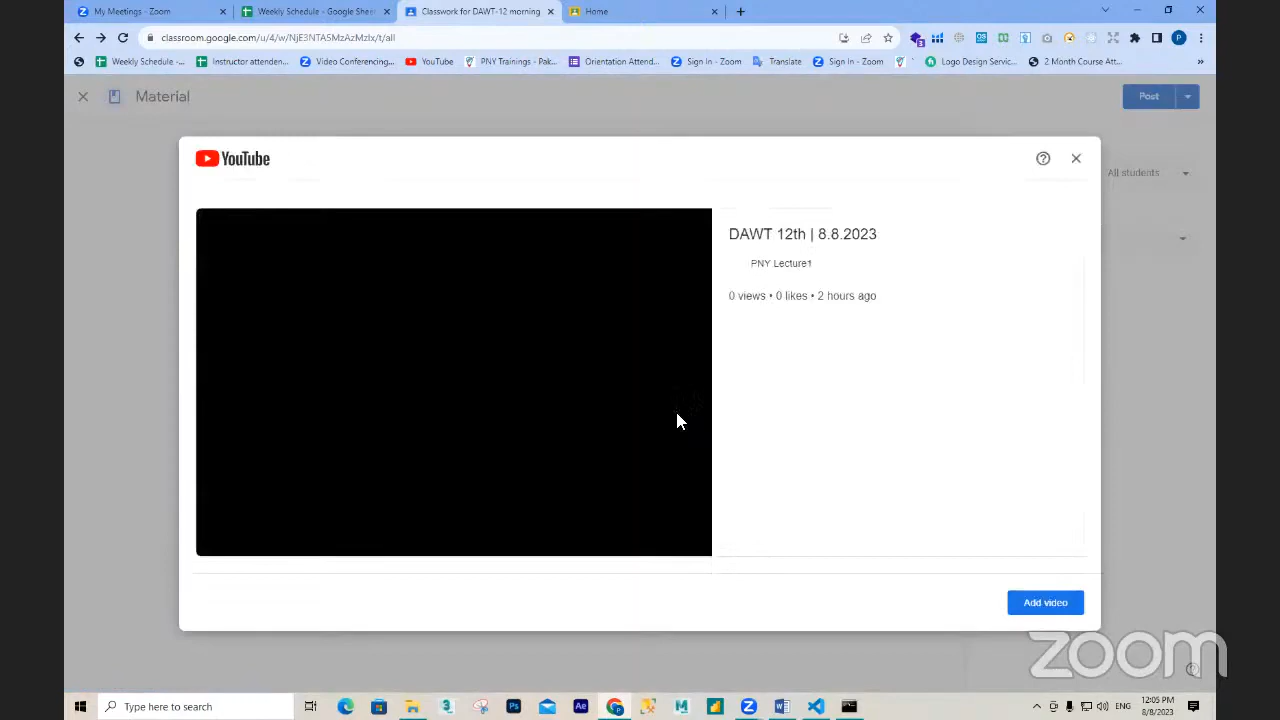 My Meetings - Zoom
Weekly Schedule - Google Sheet
Classwork for DAWT-12 morning
Home
classroom.google.com/u/4/w/NjE3NTA5MzAzMzIx/t/all
Weekly Schedule -...
Instructor attenden...
Video Conferencing...
YouTube
PNY Trainings - Pak...
Orientation Attend...
Sign In - Zoom
Translate
Sign In - Zoom
Logo Design Servic...
2 Month Course Att...
Material
Post
YouTube
All students
DAWT 12th | 8.8.2023
PNY Lecture1
0 views • 0 likes • 2 hours ago
Add video
zoom
Type here to search
ENG
12:05 PM
8/8/2023